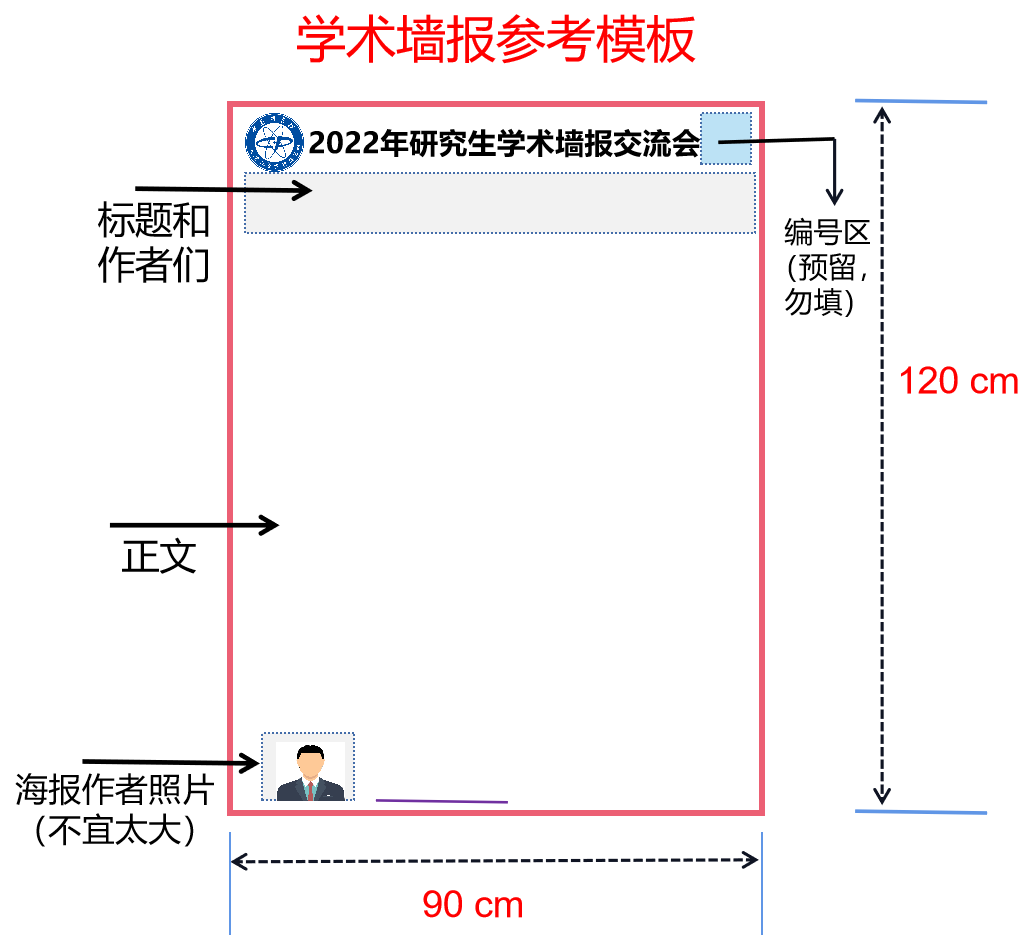 学术墙报参考模板
2022年研究生学术墙报交流会
标题和
作者们
编号区
(预留,
勿填)
120 cm
正文
海报作者照片
（不宜太大）
90 cm